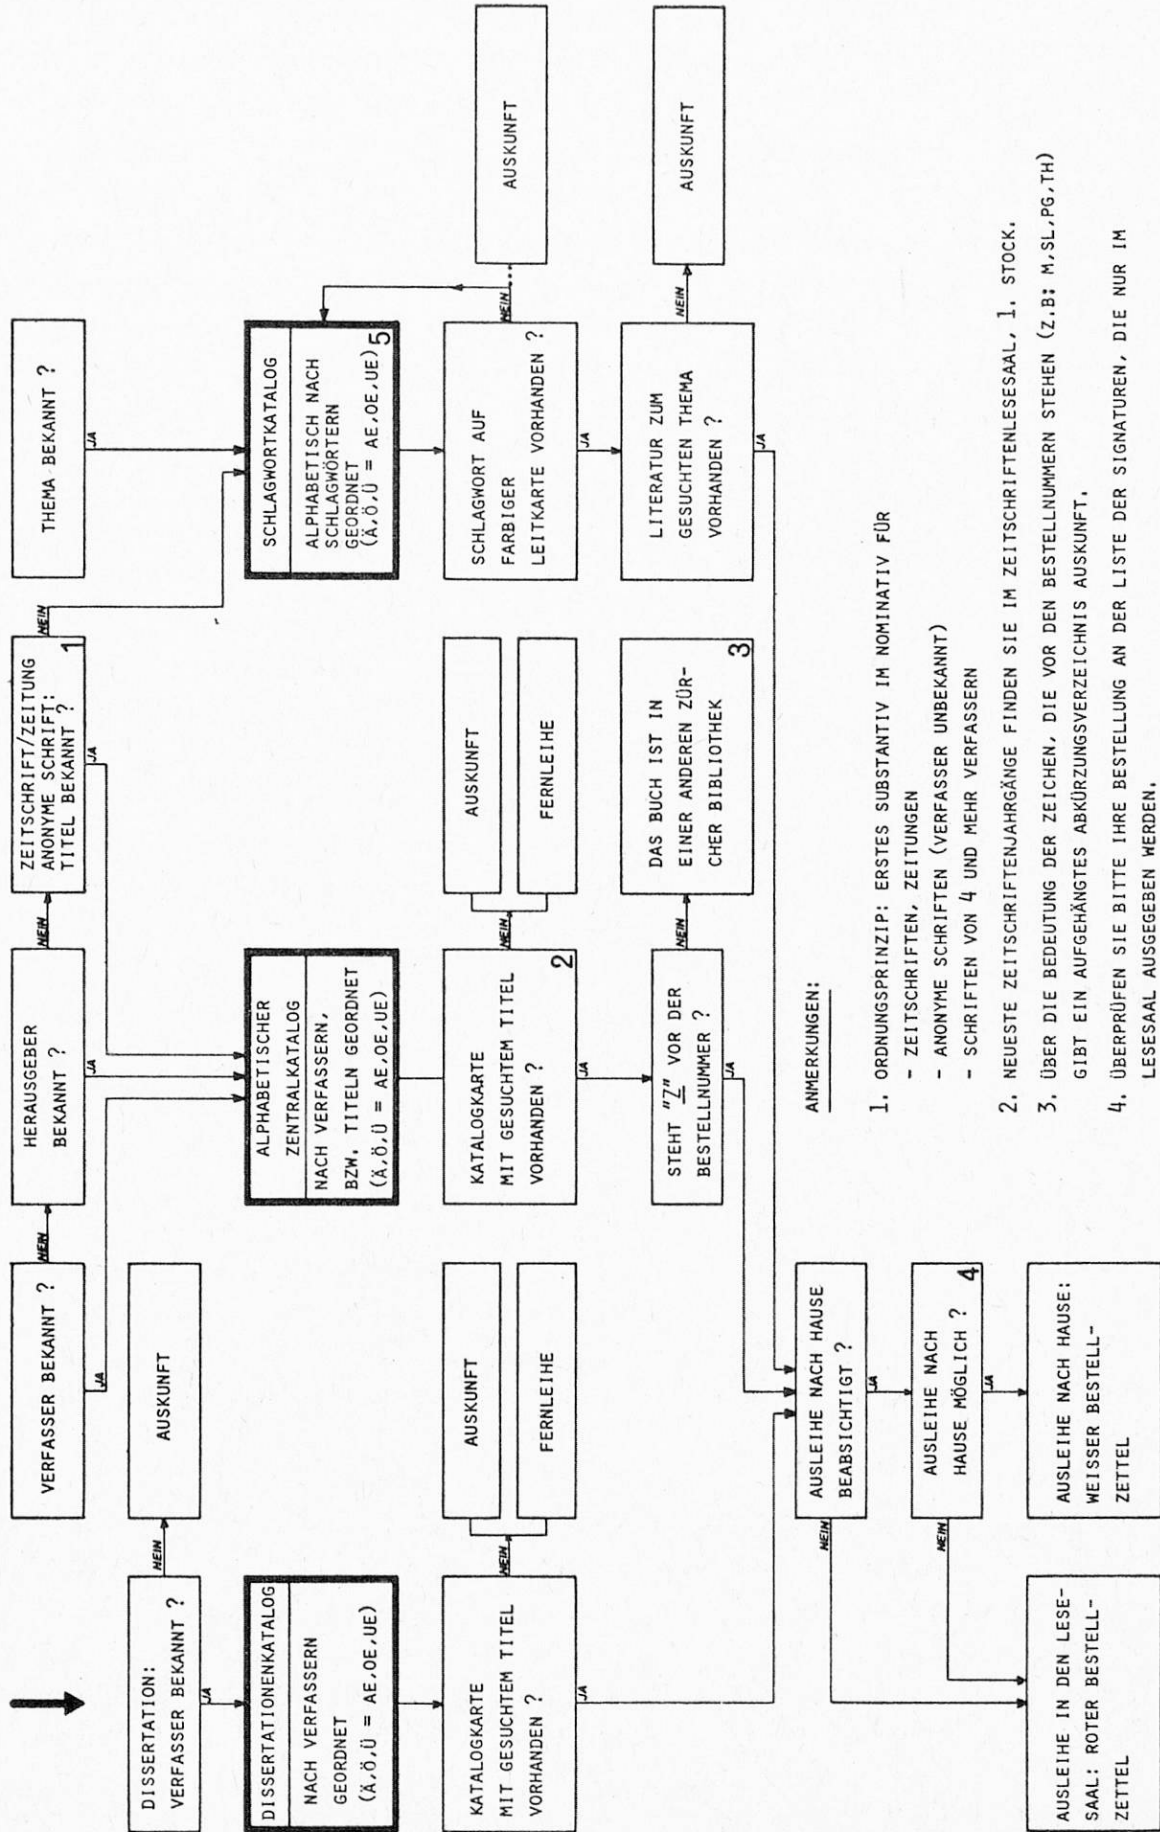 DISSERTATION:
VERFASSER BEKANNT ?
NEIN
JA
AUSKUNFT
DISSERTATIONENKATALOG
NACH VERFASSERN
GEORDNET
(Ä,Ö,Ü = AE,OE,UE)
KATALOGKARTE
MIT GESUCHTEM TITEL
VORHANDEN ?
NEIN
JA
AUSKUNFT
FERNLEIHE
VERFASSER BEKANNT ?
NEIN
JA
HERAUSGEBER
BEKANNT ?
NEIN
JA
ZEITSCHRIFT/ZEITUNG
ANONYME SCHRIFT:
TITEL BEKANNT ?
1
NEIN
JA
THEMA BEKANNT ?
JA
ALPHABETISCHER
ZENTRALKATALOG
NACH VERFASSERN,
BZW. TITELN GEORDNET
(Ä,Ö,Ü = AE,OE,UE)
KATALOGKARTE
MIT GESUCHTEM TITEL
VORHANDEN ?
2
NEIN
JA
AUSKUNFT
FERNLEIHE
STEHT "Z" VOR DER
BESTELLNUMMER ?
NEIN
JA
DAS BUCH IST IN
EINER ANDEREN ZÜR-
CHER BIBLIOTHEK
3
SCHLAGWORTKATALOG
ALPHABETISCH NACH
SCHLAGWÖRTERN
GEORDNET
(Ä,Ö,Ü = AE,OE,UE)
5
SCHLAGWORT AUF
FARBIGER
LEITKARTE VORHANDEN ?
NEIN
JA
AUSKUNFT
LITERATUR ZUM
GESUCHTEN THEMA
VORHANDEN ?
NEIN
JA
AUSKUNFT
AUSLEIHE NACH HAUSE
BEABSICHTIGT ?
NEIN
JA
AUSLEIHE NACH
HAUSE MÖGLICH ?
4
NEIN
JA
AUSLEIHE IN DEN LESE-
SAAL: ROTER BESTELL-
ZETTEL
AUSLEIHE NACH HAUSE:
WEISSER BESTELL-
ZETTEL
ANMERKUNGEN:
1. ORDNUNGSPRINZIP: ERSTES SUBSTANTIV IM NOMINATIV FÜR
- ZEITSCHRIFTEN, ZEITUNGEN
- ANONYME SCHRIFTEN (VERFASSER UNBEKANNT)
- SCHRIFTEN VON 4 UND MEHR VERFASSERN
2. NEUESTE ZEITSCHRIFTENJAHRGÄNGE FINDEN SIE IM ZEITSCHRIFTENLESESAAL, 1. STOCK.
3. ÜBER DIE BEDEUTUNG DER ZEICHEN, DIE VOR DEN BESTELLNUMMERN STEHEN (Z.B: M,SL,PG,TH)
GIBT EIN AUFGEHÄNGTES ABKÜRZUNGSVERZEICHNIS AUSKUNFT.
4. ÜBERPRÜFEN SIE BITTE IHRE BESTELLUNG AN DER LISTE DER SIGNATUREN, DIE NUR IM
LESESAAL AUSGEGEBEN WERDEN.